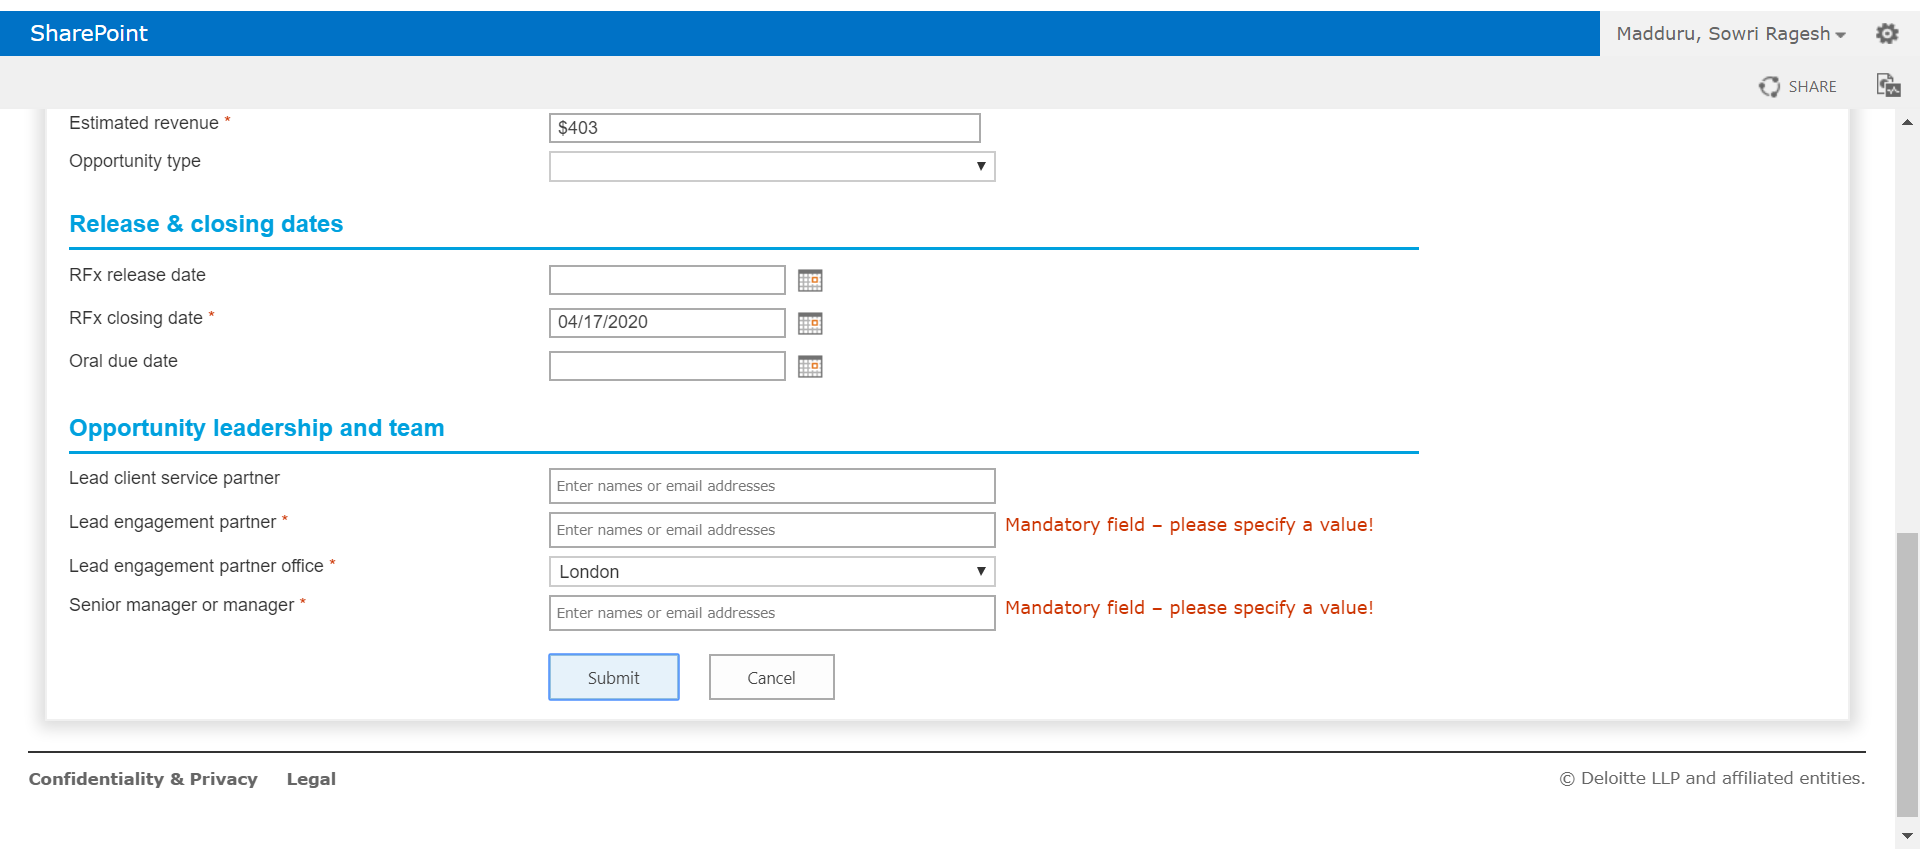 SharePoint
Madduru, Sowri Ragesh
SHARE
Estimated revenue * $403
Opportunity type
Release & closing dates
RFx release date
RFx closing date * 04/17/2020
Oral due date
Opportunity leadership and team
Lead client service partner Enter names or email addresses
Lead engagement partner * Enter names or email addresses Mandatory field – please specify a value!
Lead engagement partner office * London
Senior manager or manager * Enter names or email addresses Mandatory field – please specify a value!
Submit Cancel
Confidentiality & Privacy Legal © Deloitte LLP and affiliated entities.